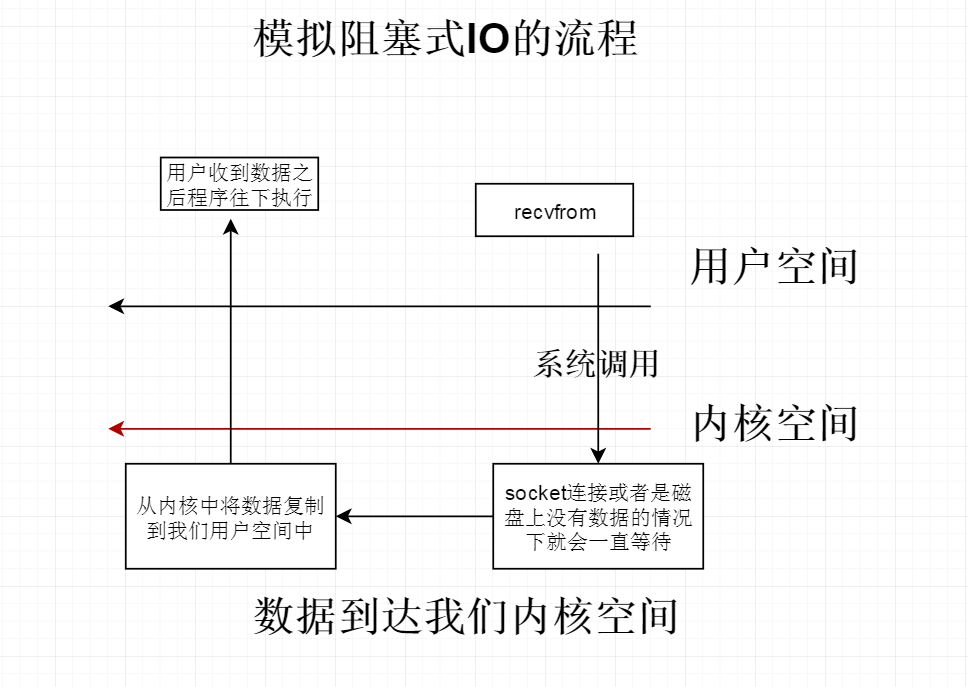 模拟阻塞式IO的流程
用户收到数据之
后程序往下执行
recvfrom
用户空间
系统调用
内核空间
从内核中将数据复制
到我们用户空间中
socket连接或者是磁
盘上没有数据的情况
下就会一直等待
数据到达我们内核空间